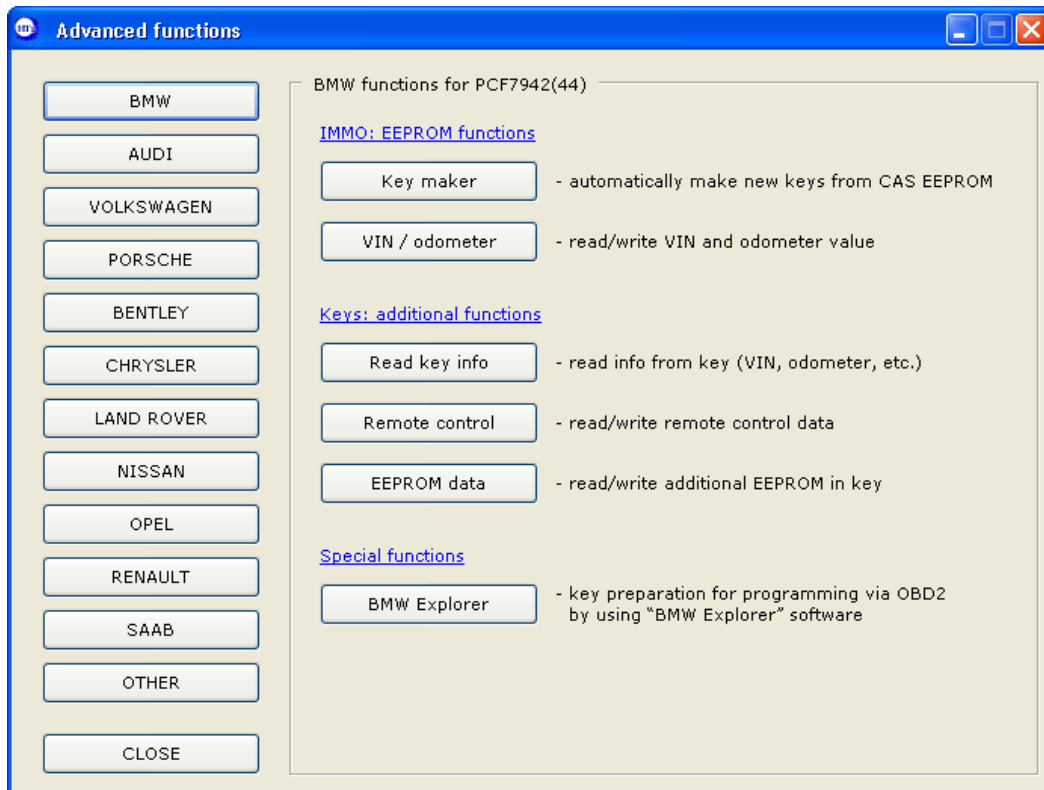 Advanced functions
BMW
AUDI
VOLKSWAGEN
PORSCHE
BENTLEY
CHRYSLER
LAND ROVER
NISSAN
OPEL
RENAULT
SAAB
OTHER
CLOSE
BMW functions for PCF7942(44)
IMMO: EEPROM functions
Key maker - automatically make new keys from CAS EEPROM
VIN / odometer - read/write VIN and odometer value
Keys: additional functions
Read key info - read info from key (VIN, odometer, etc.)
Remote control - read/write remote control data
EEPROM data - read/write additional EEPROM in key
Special functions
BMW Explorer - key preparation for programming via OBD2
by using “BMW Explorer” software